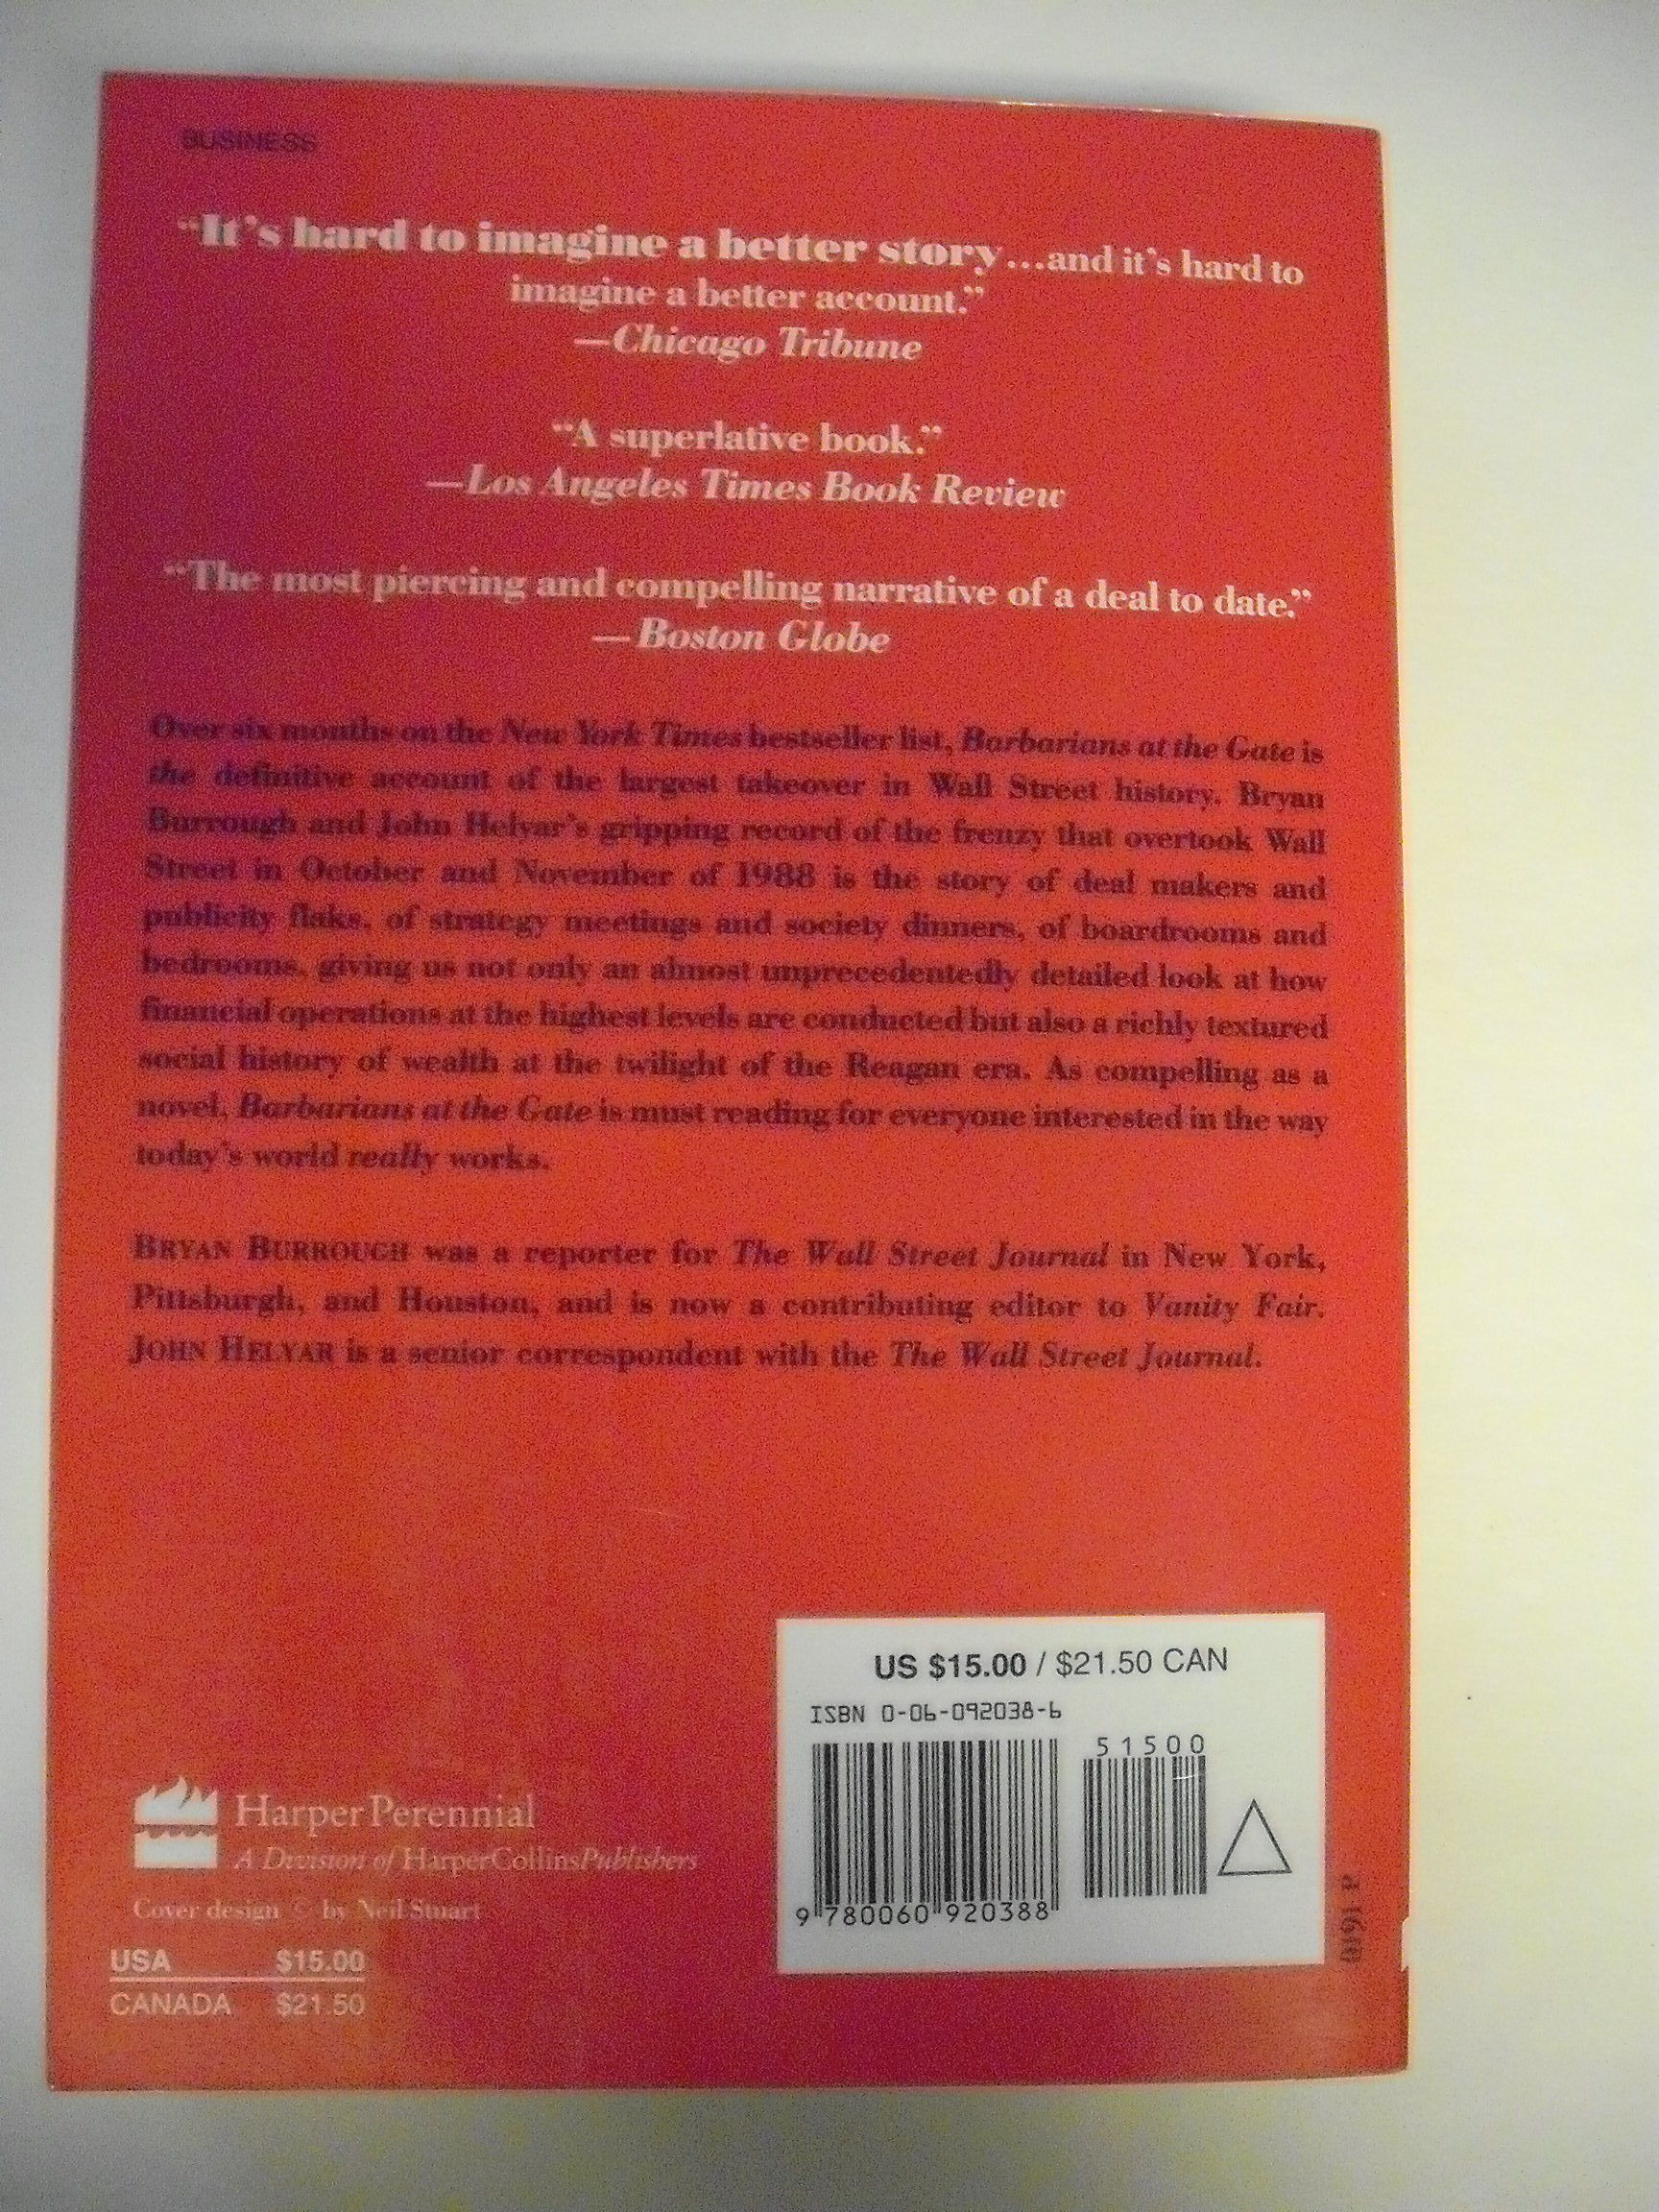 BUSINESS
“It’s hard to imagine a better story...and it’s hard to
imagine a better account.”
—Chicago Tribune
“A superlative book.”
—Los Angeles Times Book Review
“The most piercing and compelling narrative of a deal to date.”
—Boston Globe
Over six months on the New York Times bestseller list, Barbarians at the Gate is
the definitive account of the largest takeover in Wall Street history. Bryan
Burrough and John Helyar’s gripping record of the frenzy that overtook Wall
Street in October and November of 1988 is the story of deal makers and
publicity flaks, of strategy meetings and society dinners, of boardrooms and
bedrooms, giving us not only an almost unprecedentedly detailed look at how
financial operations at the highest levels are conducted but also a richly textured
social history of wealth at the twilight of the Reagan era. As compelling as a
novel, Barbarians at the Gate is must reading for everyone interested in the way
today’s world really works.
BRYAN BURROUGH was a reporter for The Wall Street Journal in New York,
Pittsburgh, and Houston, and is now a contributing editor to Vanity Fair.
JOHN HELYAR is a senior correspondent with the The Wall Street Journal.
US $15.00 / $21.50 CAN
ISBN 0-06-092038-6
51500
9 780060 920388
HarperPerennial
A Division of HarperCollinsPublishers
Cover design © by Neil Stuart
USA $15.00
CANADA $21.50
0191 P